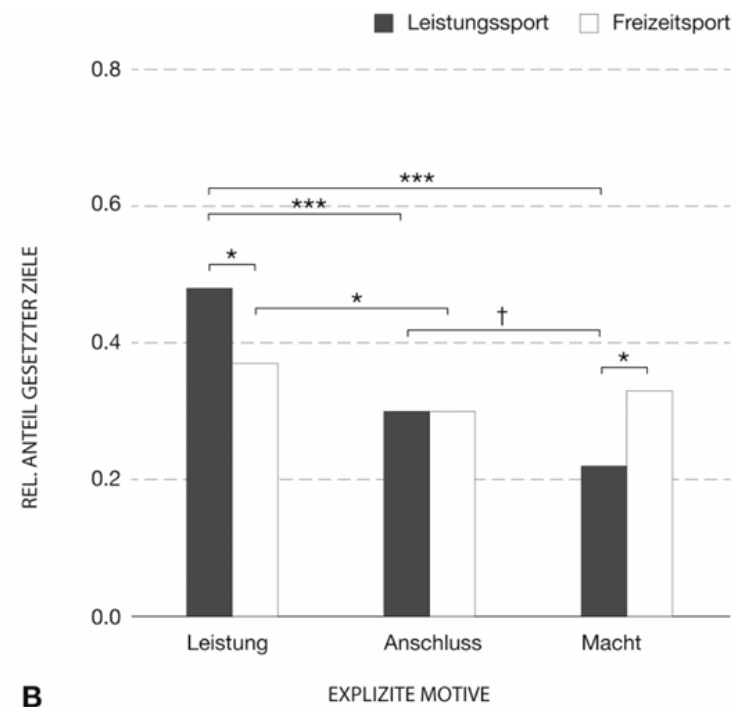 Leistungssport Freizeitsport
0.8
***
0.6
***
*
*
†
0.4
*
0.2
0.0
REL. ANTEIL GESETZTER ZIELE
Leistung Anschluss Macht
B EXPLIZITE MOTIVE